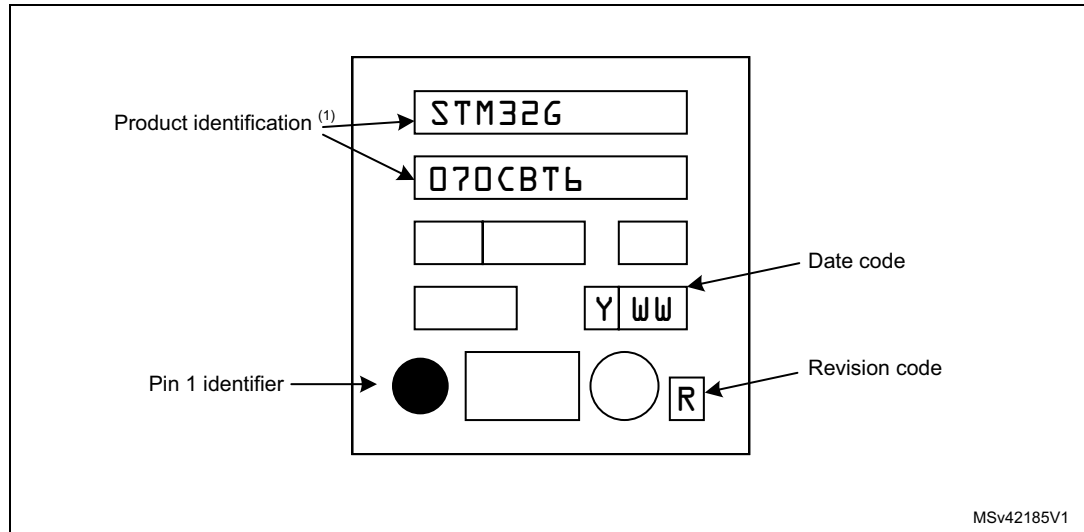 STM32G
Product identification (1)
070CBT6
Date code
Y WW
Pin 1 identifier
Revision code
R
MSv42185V1